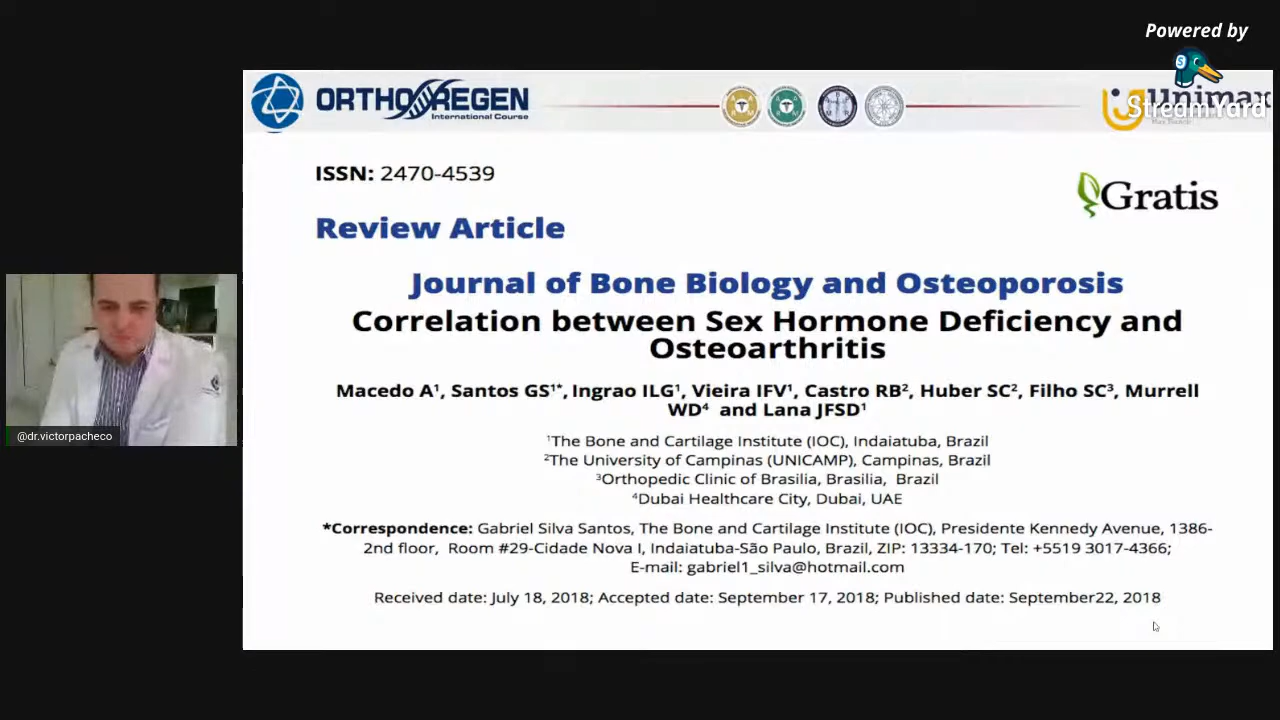 Powered by
StreamYard
ORTHOREGEN
International Course
Unimax
ISSN: 2470-4539
Gratis
Review Article
Journal of Bone Biology and Osteoporosis
Correlation between Sex Hormone Deficiency and
Osteoarthritis
Macedo A¹, Santos GS¹*, Ingrao ILG¹, Vieira IFV¹, Castro RB², Huber SC², Filho SC³, Murrell
WD⁴ and Lana JFSD¹
¹The Bone and Cartilage Institute (IOC), Indaiatuba, Brazil
²The University of Campinas (UNICAMP), Campinas, Brazil
³Orthopedic Clinic of Brasilia, Brasilia, Brazil
⁴Dubai Healthcare City, Dubai, UAE
*Correspondence: Gabriel Silva Santos, The Bone and Cartilage Institute (IOC), Presidente Kennedy Avenue, 1386-
2nd floor, Room #29-Cidade Nova I, Indaiatuba-São Paulo, Brazil, ZIP: 13334-170; Tel: +5519 3017-4366;
E-mail: gabriel1_silva@hotmail.com
Received date: July 18, 2018; Accepted date: September 17, 2018; Published date: September22, 2018
@dr.victorpacheco